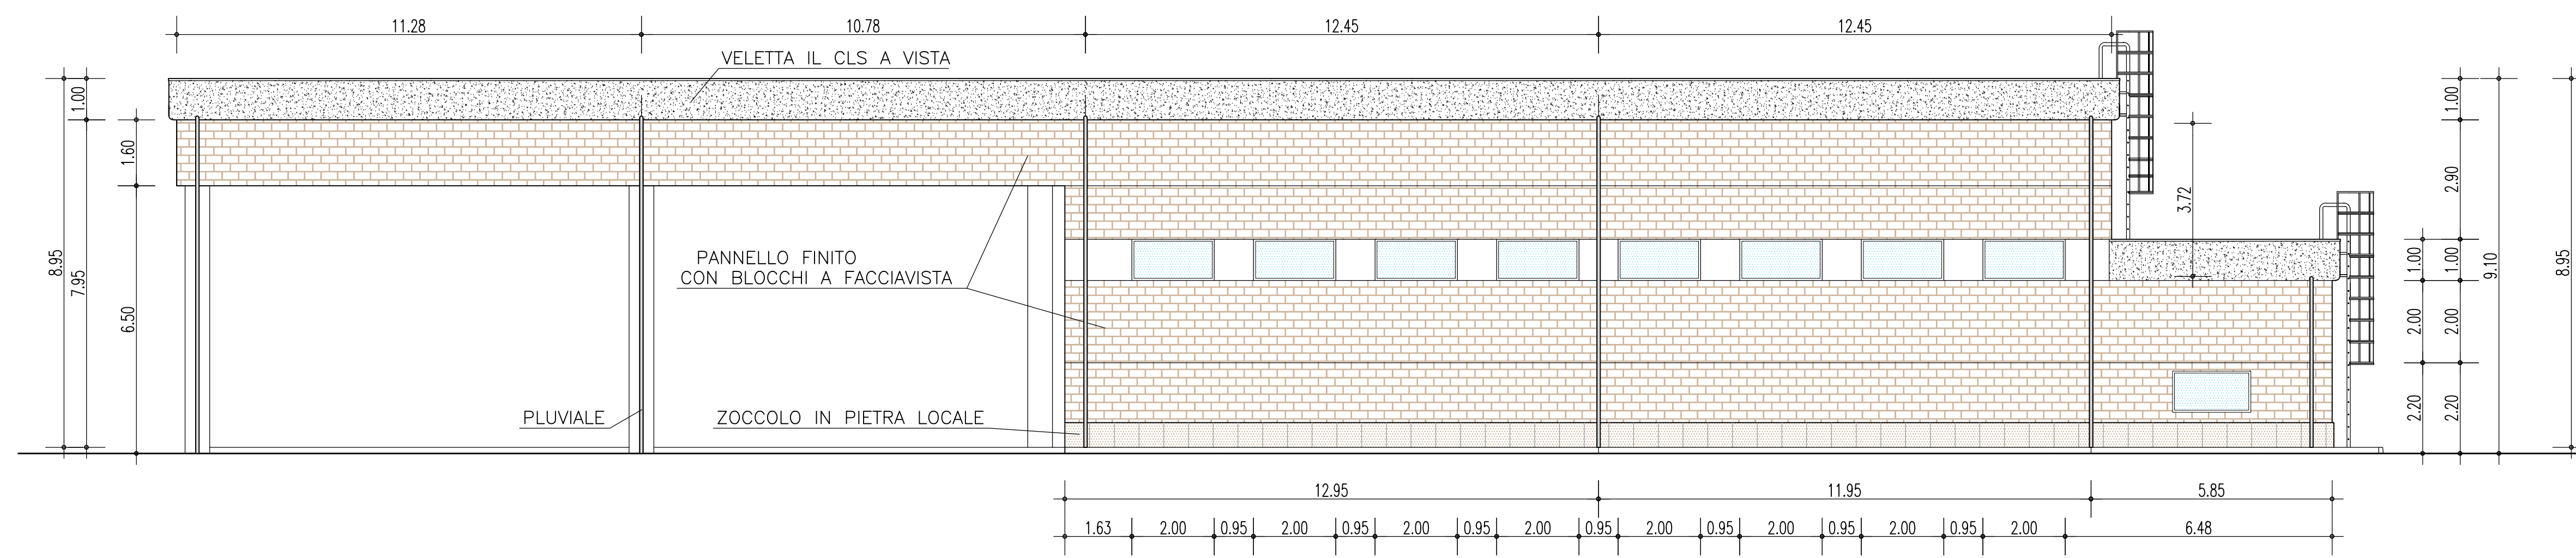 11.28 10.78 12.45 12.45
VELETTA IL CLS A VISTA
1.00
1.60
8.95
7.95
6.50
PANNELLO FINITO
CON BLOCCHI A FACCIAVISTA
PLUVIALE
ZOCCOLO IN PIETRA LOCALE
3.72
1.00
2.90
1.00
1.00
9.10
8.95
2.00
2.00
2.20
2.20
12.95 11.95 5.85
1.63 2.00 0.95 2.00 0.95 2.00 0.95 2.00 0.95 2.00 0.95 2.00 0.95 2.00 0.95 2.00 6.48